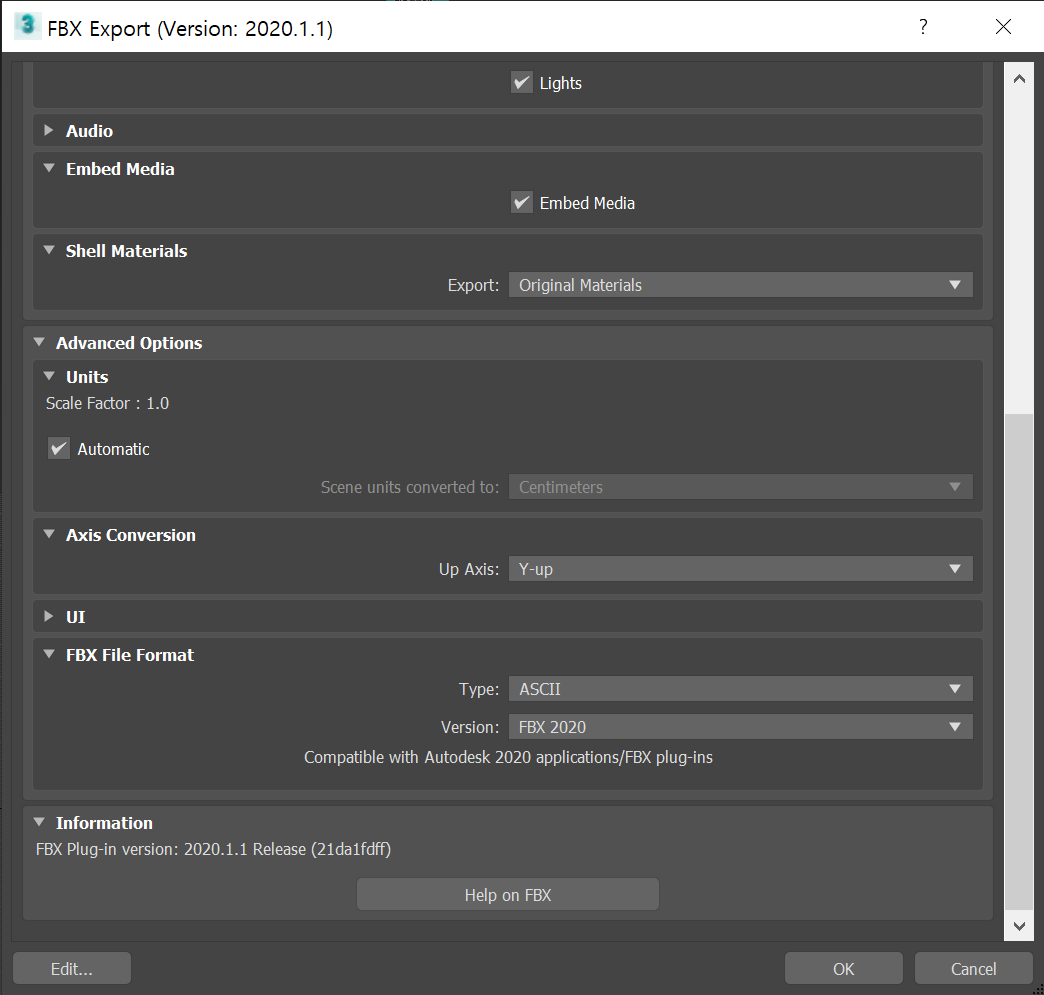 FBX Export (Version: 2020.1.1)
?
Lights
Audio
Embed Media
Embed Media
Shell Materials
Export: Original Materials
Advanced Options
Units
Scale Factor : 1.0
Automatic
Scene units converted to: Centimeters
Axis Conversion
Up Axis: Y-up
UI
FBX File Format
Type: ASCII
Version: FBX 2020
Compatible with Autodesk 2020 applications/FBX plug-ins
Information
FBX Plug-in version: 2020.1.1 Release (21da1fdff)
Help on FBX
Edit... OK Cancel